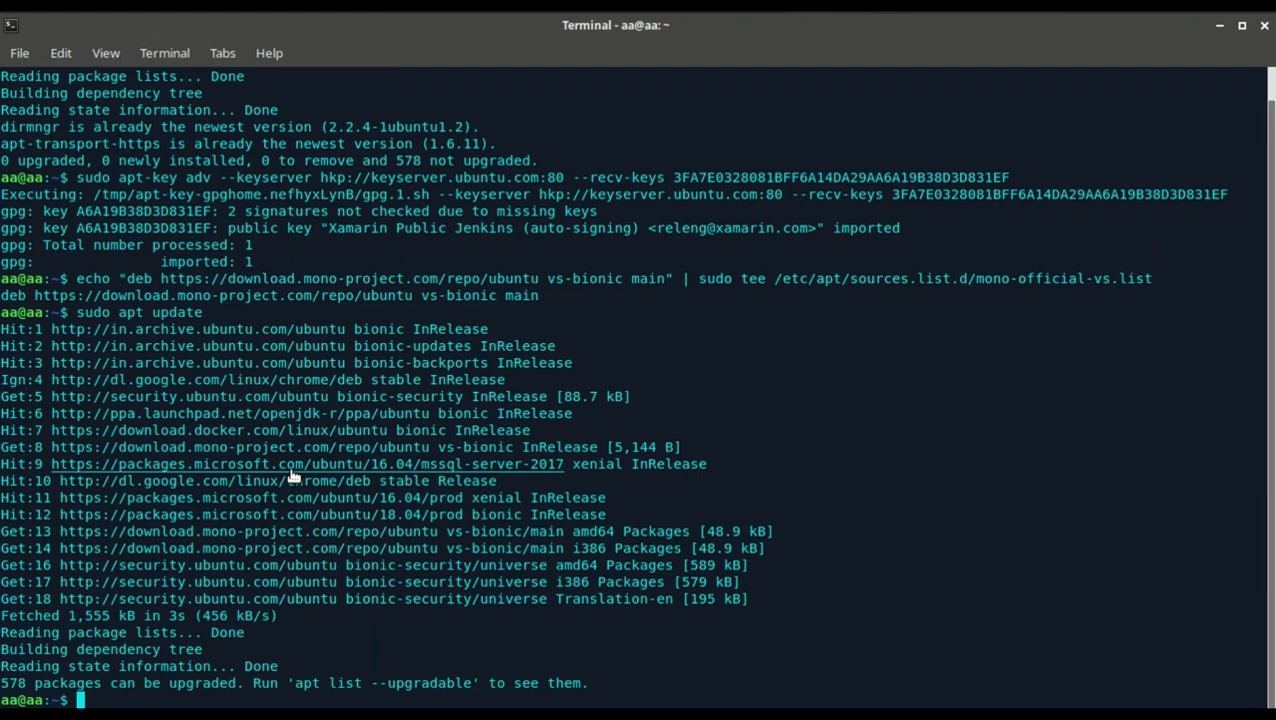 Terminal - aa@aa: ~
File Edit View Terminal Tabs Help
Reading package lists... Done
Building dependency tree
Reading state information... Done
dirmngr is already the newest version (2.2.4-1ubuntu1.2).
apt-transport-https is already the newest version (1.6.11).
0 upgraded, 0 newly installed, 0 to remove and 578 not upgraded.
aa@aa:~$ sudo apt-key adv --keyserver hkp://keyserver.ubuntu.com:80 --recv-keys 3FA7E0328081BFF6A14DA29AA6A19B38D3D831EF
Executing: /tmp/apt-key-gpghome.nefhyxLynB/gpg.1.sh --keyserver hkp://keyserver.ubuntu.com:80 --recv-keys 3FA7E0328081BFF6A14DA29AA6A19B38D3D831EF
gpg: key A6A19B38D3D831EF: 2 signatures not checked due to missing keys
gpg: key A6A19B38D3D831EF: public key "Xamarin Public Jenkins (auto-signing) <releng@xamarin.com>" imported
gpg: Total number processed: 1
gpg:               imported: 1
aa@aa:~$ echo "deb https://download.mono-project.com/repo/ubuntu vs-bionic main" | sudo tee /etc/apt/sources.list.d/mono-official-vs.list
deb https://download.mono-project.com/repo/ubuntu vs-bionic main
aa@aa:~$ sudo apt update
Hit:1 http://in.archive.ubuntu.com/ubuntu bionic InRelease
Hit:2 http://in.archive.ubuntu.com/ubuntu bionic-updates InRelease
Hit:3 http://in.archive.ubuntu.com/ubuntu bionic-backports InRelease
Ign:4 http://dl.google.com/linux/chrome/deb stable InRelease
Get:5 http://security.ubuntu.com/ubuntu bionic-security InRelease [88.7 kB]
Hit:6 http://ppa.launchpad.net/openjdk-r/ppa/ubuntu bionic InRelease
Hit:7 https://download.docker.com/linux/ubuntu bionic InRelease
Get:8 https://download.mono-project.com/repo/ubuntu vs-bionic InRelease [5,144 B]
Hit:9 https://packages.microsoft.com/ubuntu/16.04/mssql-server-2017 xenial InRelease
Hit:10 http://dl.google.com/linux/chrome/deb stable Release
Hit:11 https://packages.microsoft.com/ubuntu/16.04/prod xenial InRelease
Hit:12 https://packages.microsoft.com/ubuntu/18.04/prod bionic InRelease
Get:13 https://download.mono-project.com/repo/ubuntu vs-bionic/main amd64 Packages [48.9 kB]
Get:14 https://download.mono-project.com/repo/ubuntu vs-bionic/main i386 Packages [48.9 kB]
Get:16 http://security.ubuntu.com/ubuntu bionic-security/universe amd64 Packages [589 kB]
Get:17 http://security.ubuntu.com/ubuntu bionic-security/universe i386 Packages [579 kB]
Get:18 http://security.ubuntu.com/ubuntu bionic-security/universe Translation-en [195 kB]
Fetched 1,555 kB in 3s (456 kB/s)
Reading package lists... Done
Building dependency tree
Reading state information... Done
578 packages can be upgraded. Run 'apt list --upgradable' to see them.
aa@aa:~$